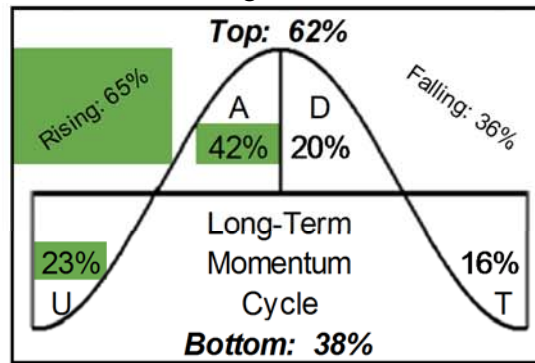 Top: 62%
Rising: 65%
Falling: 36%
A
D
42%
20%
Long-Term
23%
Momentum
16%
U
Cycle
T
Bottom: 38%